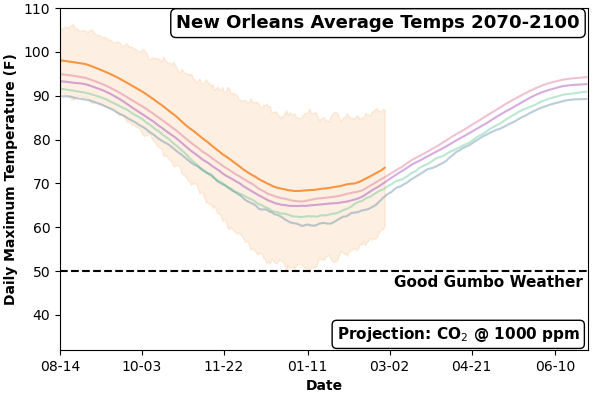 New Orleans Average Temps 2070-2100
Daily Maximum Temperature (F)
110
100
90
80
70
60
50
40
Good Gumbo Weather
Projection: CO₂ @ 1000 ppm
08-14 10-03 11-22 01-11 03-02 04-21 06-10
Date